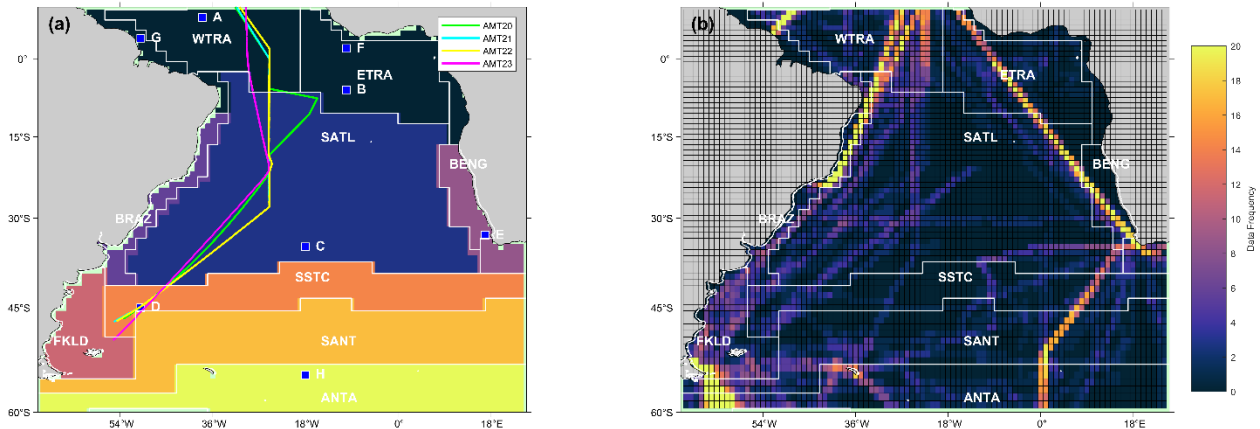 (a)
A
G
WTRA
F
ETRA
B
AMT20
AMT21
AMT22
AMT23
SATL
BENG
BRAZ
E
C
SSTC
D
FKLD
SANT
H
ANTA
0°
15°S
30°S
45°S
60°S
54°W
36°W
18°W
0°
18°E
(b)
WTRA
ETRA
SATL
BENG
BRAZ
SSTC
FKLD
SANT
ANTA
0°
15°S
30°S
45°S
60°S
54°W
36°W
18°W
0°
18°E
20
18
16
14
12
10
8
6
4
2
0
Data Frequency